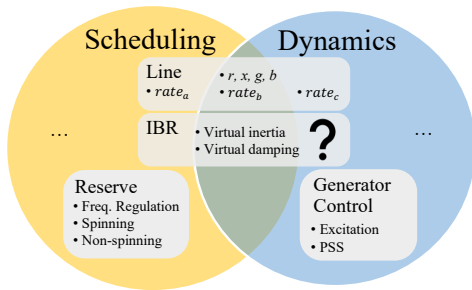 Scheduling
Dynamics
Line
• rateₐ
• r, x, g, b
• rate_b
• rate_c
IBR
• Virtual inertia
• Virtual damping
?
...
...
Reserve
• Freq. Regulation
• Spinning
• Non-spinning
Generator
Control
• Excitation
• PSS